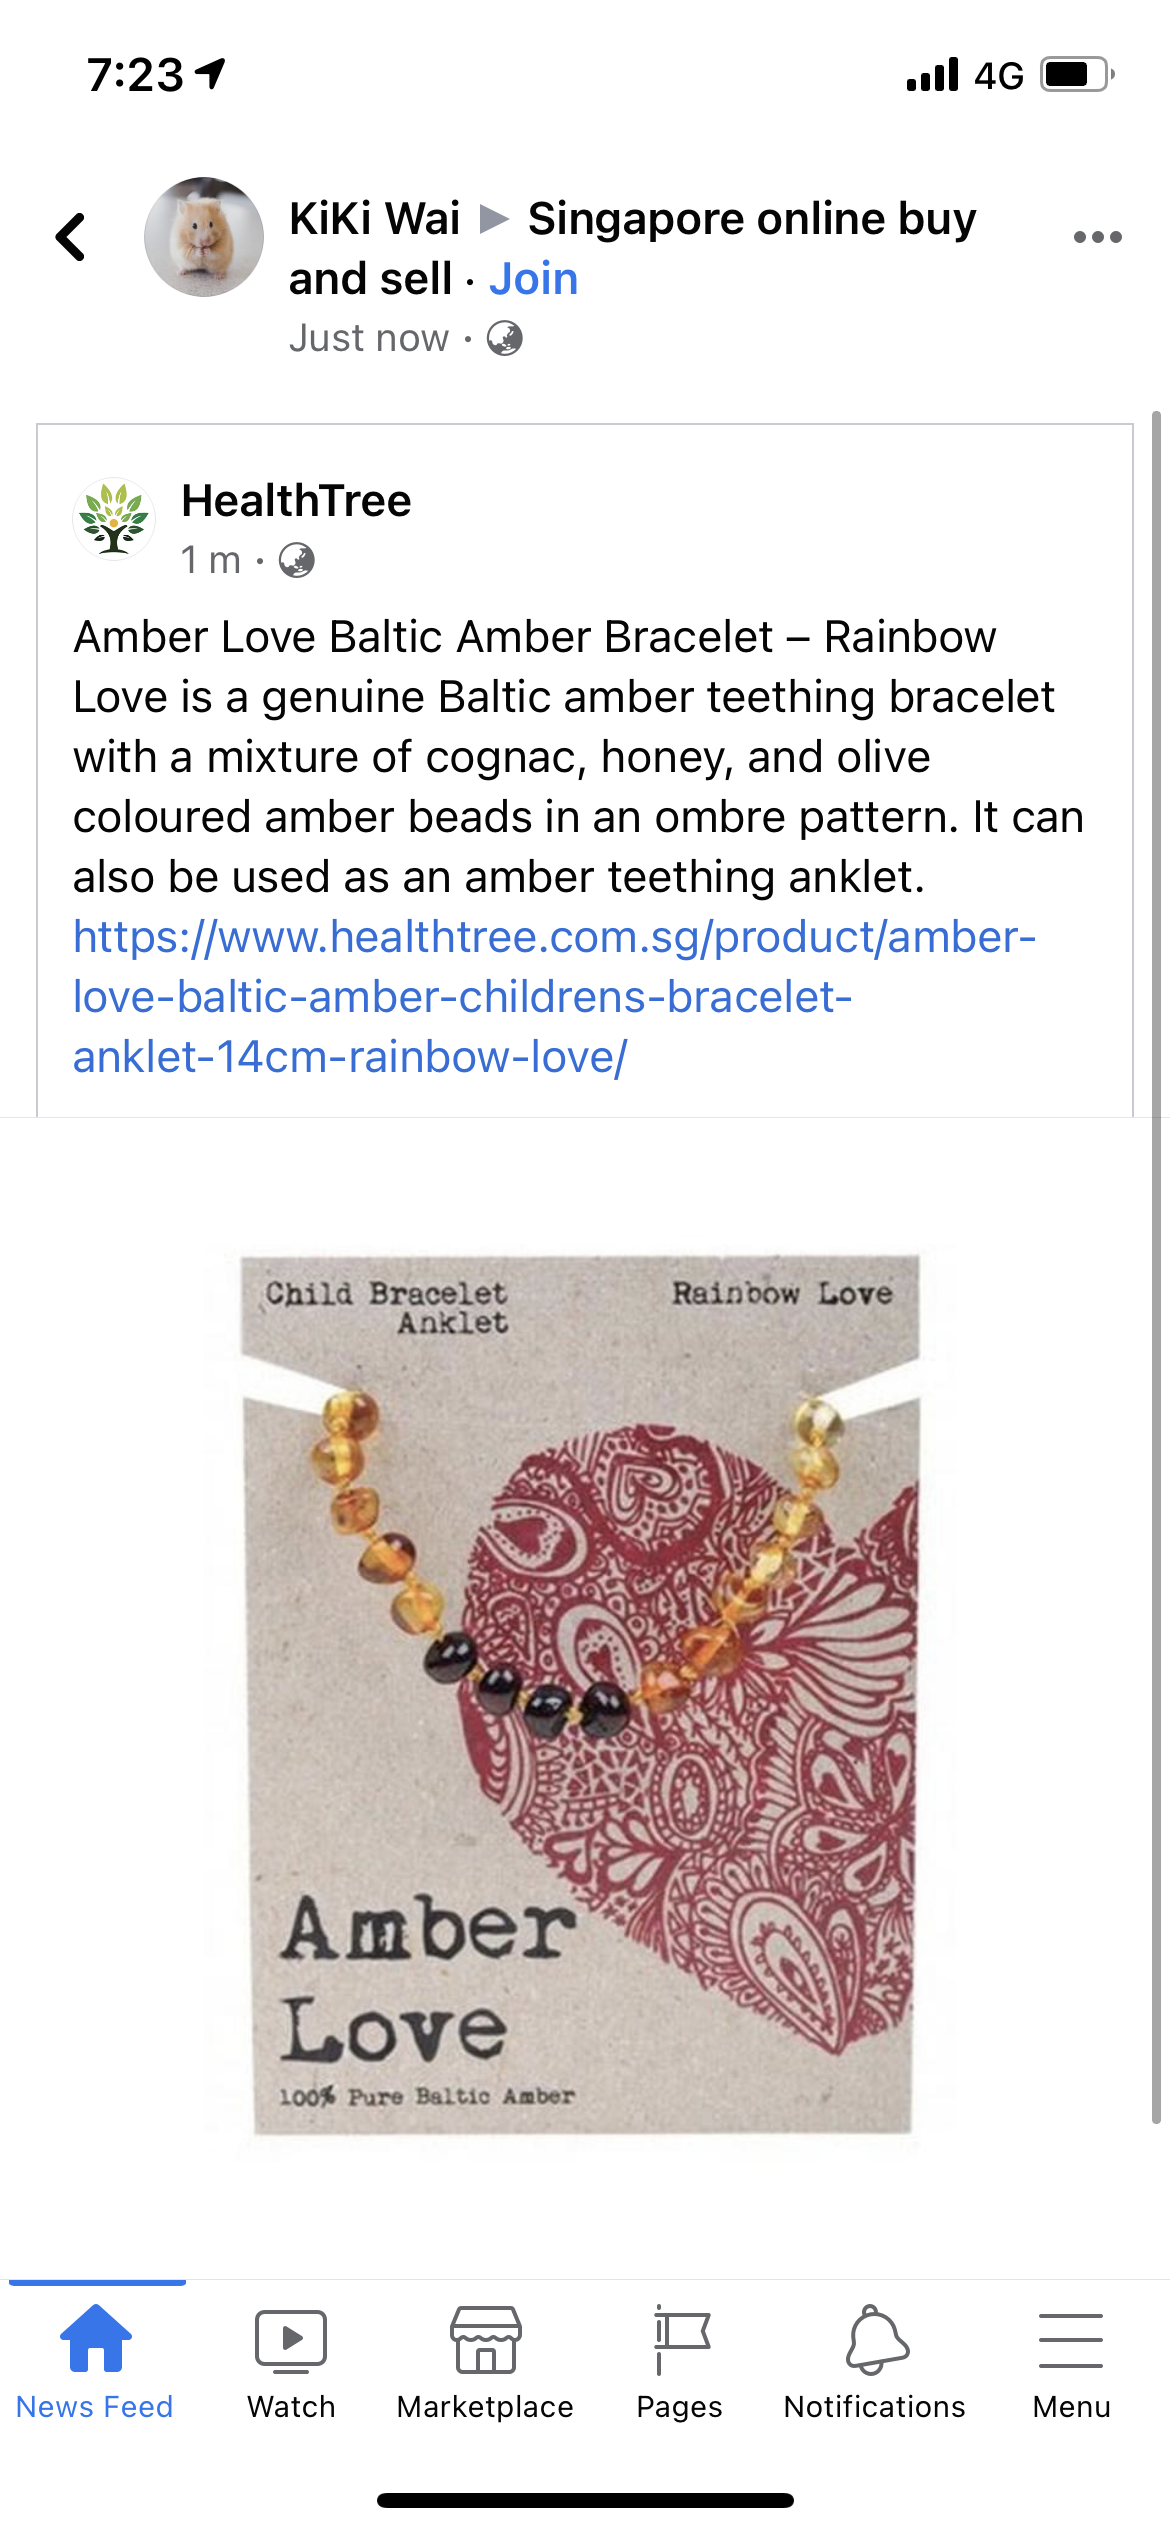 7:23
4G
KiKi Wai ▶ Singapore online buy
and sell · Join
Just now ·
HealthTree
1 m ·
Amber Love Baltic Amber Bracelet – Rainbow
Love is a genuine Baltic amber teething bracelet
with a mixture of cognac, honey, and olive
coloured amber beads in an ombre pattern. It can
also be used as an amber teething anklet.
https://www.healthtree.com.sg/product/amber-
love-baltic-amber-childrens-bracelet-
anklet-14cm-rainbow-love/
Child Bracelet
Anklet
Rainbow Love
Amber
Love
100% Pure Baltic Amber
News Feed
Watch
Marketplace
Pages
Notifications
Menu